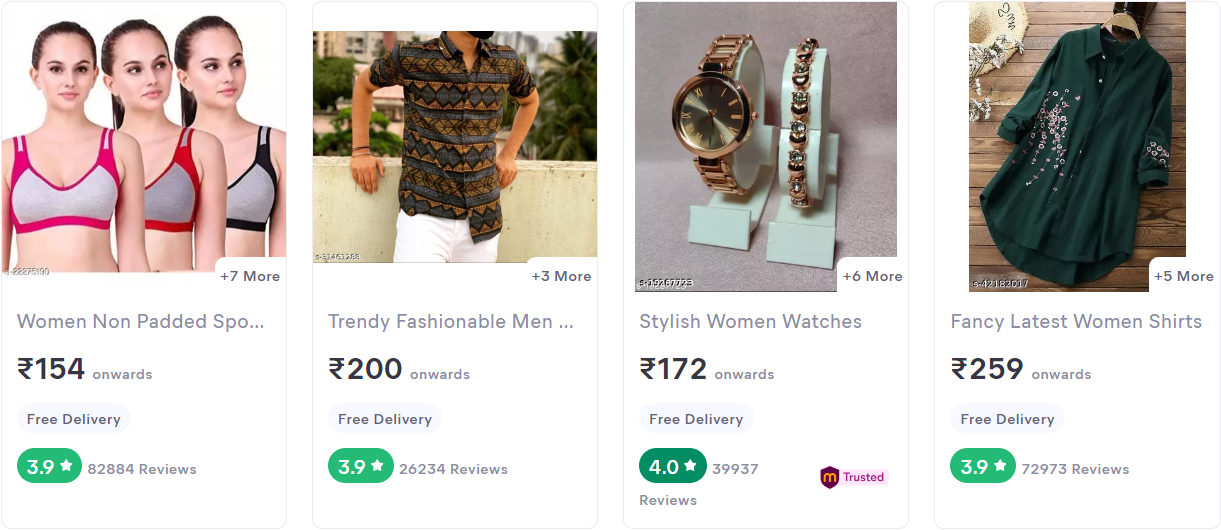 s-22275190
+7 More
Women Non Padded Spo...
₹154 onwards
Free Delivery
3.9 ★ 82884 Reviews
+3 More
Trendy Fashionable Men ...
₹200 onwards
Free Delivery
3.9 ★ 26234 Reviews
s-19267723
+6 More
Stylish Women Watches
₹172 onwards
Free Delivery
4.0 ★ 39937
Reviews
m Trusted
s-42182017
+5 More
Fancy Latest Women Shirts
₹259 onwards
Free Delivery
3.9 ★ 72973 Reviews